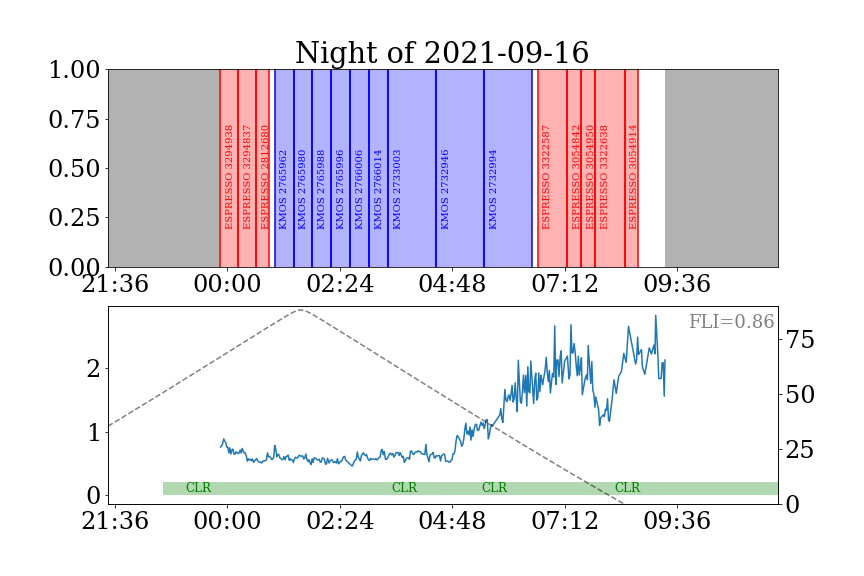 Night of 2021-09-16
1.00
0.75
0.50
0.25
0.00
ESPRESSO 3294938
ESPRESSO 3294837
ESPRESSO 2812680
KMOS 2765962
KMOS 2765980
KMOS 2765988
KMOS 2765996
KMOS 2766006
KMOS 2766014
KMOS 2733003
KMOS 2732946
KMOS 2732994
ESPRESSO 3322587
ESPRESSO 3054842
ESPRESSO 3054950
ESPRESSO 3322638
ESPRESSO 3054914
21:36 00:00 02:24 04:48 07:12 09:36
FLI=0.86
2
1
0
75
50
25
0
CLR CLR CLR CLR
21:36 00:00 02:24 04:48 07:12 09:36